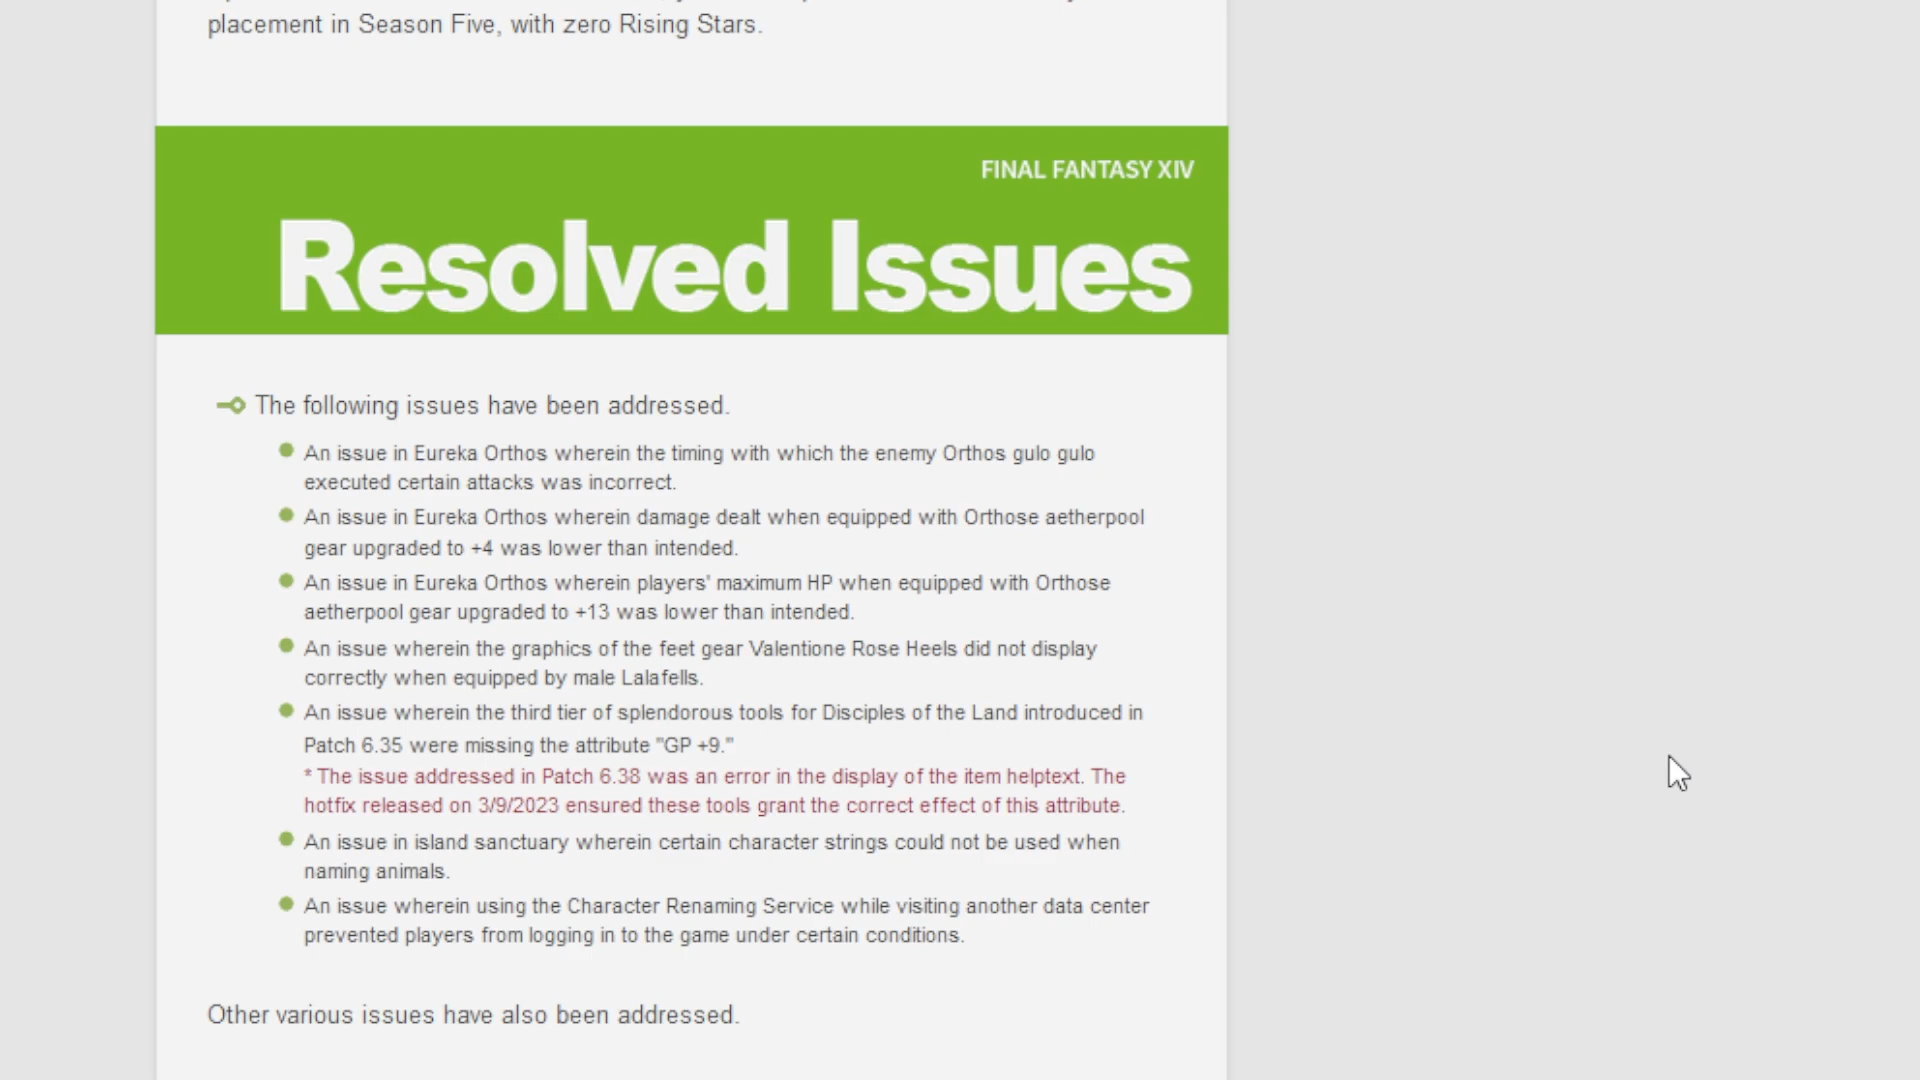 placement in Season Five, with zero Rising Stars.
FINAL FANTASY XIV
Resolved Issues
The following issues have been addressed.
An issue in Eureka Orthos wherein the timing with which the enemy Orthos gulo gulo
executed certain attacks was incorrect.
An issue in Eureka Orthos wherein damage dealt when equipped with Orthose aetherpool
gear upgraded to +4 was lower than intended.
An issue in Eureka Orthos wherein players' maximum HP when equipped with Orthose
aetherpool gear upgraded to +13 was lower than intended.
An issue wherein the graphics of the feet gear Valentione Rose Heels did not display
correctly when equipped by male Lalafells.
An issue wherein the third tier of splendorous tools for Disciples of the Land introduced in
Patch 6.35 were missing the attribute "GP +9."
* The issue addressed in Patch 6.38 was an error in the display of the item helptext. The
hotfix released on 3/9/2023 ensured these tools grant the correct effect of this attribute.
An issue in island sanctuary wherein certain character strings could not be used when
naming animals.
An issue wherein using the Character Renaming Service while visiting another data center
prevented players from logging in to the game under certain conditions.
Other various issues have also been addressed.